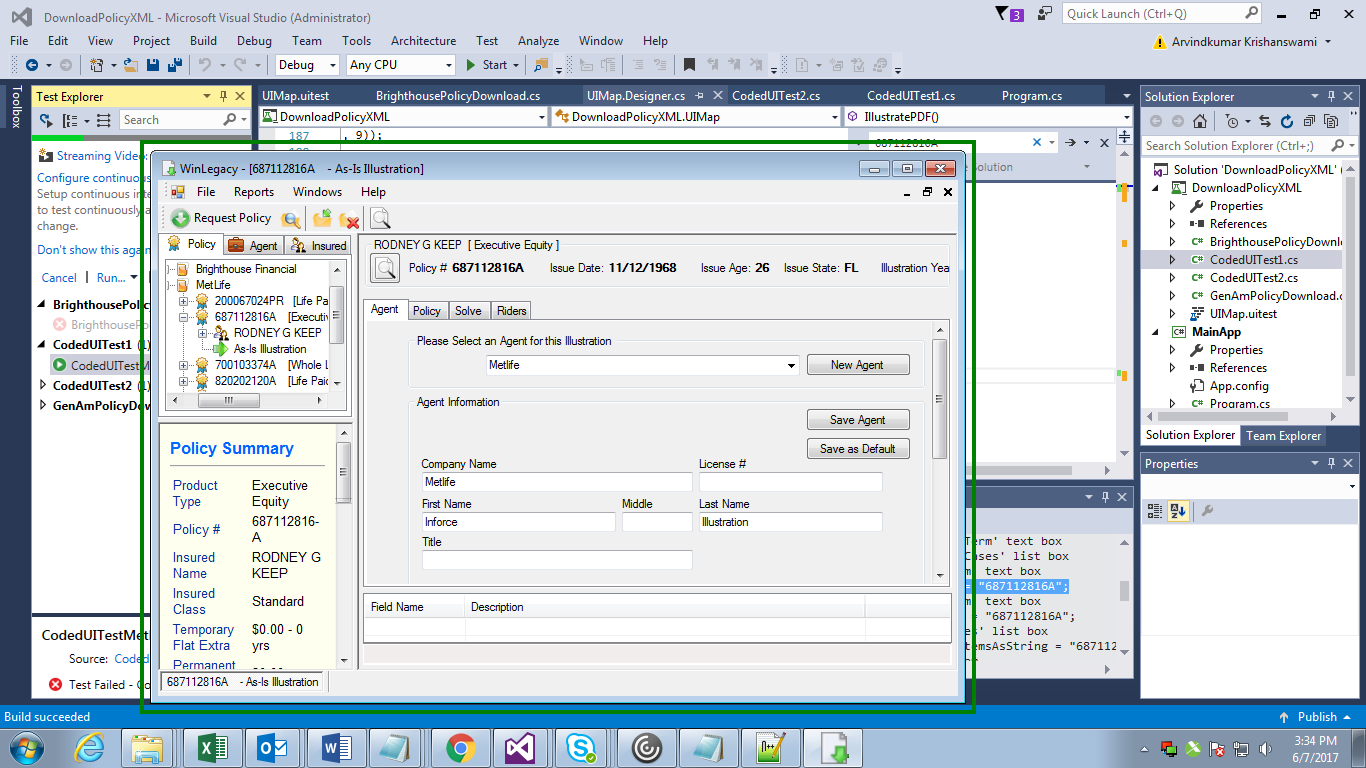 DownloadPolicyXML - Microsoft Visual Studio (Administrator)
3
Quick Launch (Ctrl+Q)
File Edit View Project Build Debug Team Tools Architecture Test Analyze Window Help
Arvindkumar Krishanswami
Debug Any CPU Start
Toolbox
Test Explorer
Search
Streaming Video:
Configure continuous
Setup continuous
to test continuously
change.
Don't show this again
Cancel Run...
BrighthousePolicy
BrighthouseP
CodedUITest1 (1)
CodedUITestM
CodedUITest2 (1)
GenAmPolicyDow
CodedUITestMet
Source: Coded
Test Failed - Co
UIMap.uitest BrighthousePolicyDownload.cs UIMap.Designer.cs CodedUITest2.cs CodedUITest1.cs Program.cs
DownloadPolicyXML DownloadPolicyXML.UIMap IllustratePDF()
187 , 9));
687112816A
Solution
WinLegacy - [687112816A - As-Is Illustration]
File Reports Windows Help
Request Policy
Policy Agent Insured
Brighthouse Financial
MetLife
200067024PR [Life Pa
687112816A [Executiv
RODNEY G KEEP
As-Is Illustration
700103374A [Whole L
820202120A [Life Paid
Policy Summary
Product Type Executive Equity
Policy # 687112816-A
Insured Name RODNEY G KEEP
Insured Class Standard
Temporary Flat Extra $0.00 - 0 yrs
Permanent
687112816A - As-Is Illustration
RODNEY G KEEP [ Executive Equity ]
Policy # 687112816A Issue Date: 11/12/1968 Issue Age: 26 Issue State: FL Illustration Yea
Agent Policy Solve Riders
Please Select an Agent for this Illustration
Metlife New Agent
Agent Information
Save Agent
Save as Default
Company Name License #
Metlife
First Name Middle Last Name
Inforce Illustration
Title
Field Name Description
Term' text box
Cases' list box
m' text box
= "687112816A";
m' text box
= "687112816A";
es' list box
temsAsString = "68711
Solution Explorer
Search Solution Explorer (Ctrl+;)
Solution 'DownloadPolicyXML' (
DownloadPolicyXML
Properties
References
BrighthousePolicyDownl
CodedUITest1.cs
CodedUITest2.cs
GenAmPolicyDownload.c
UIMap.uitest
MainApp
Properties
References
App.config
Program.cs
Solution Explorer Team Explorer
Properties
Build succeeded
Publish
3:34 PM
6/7/2017